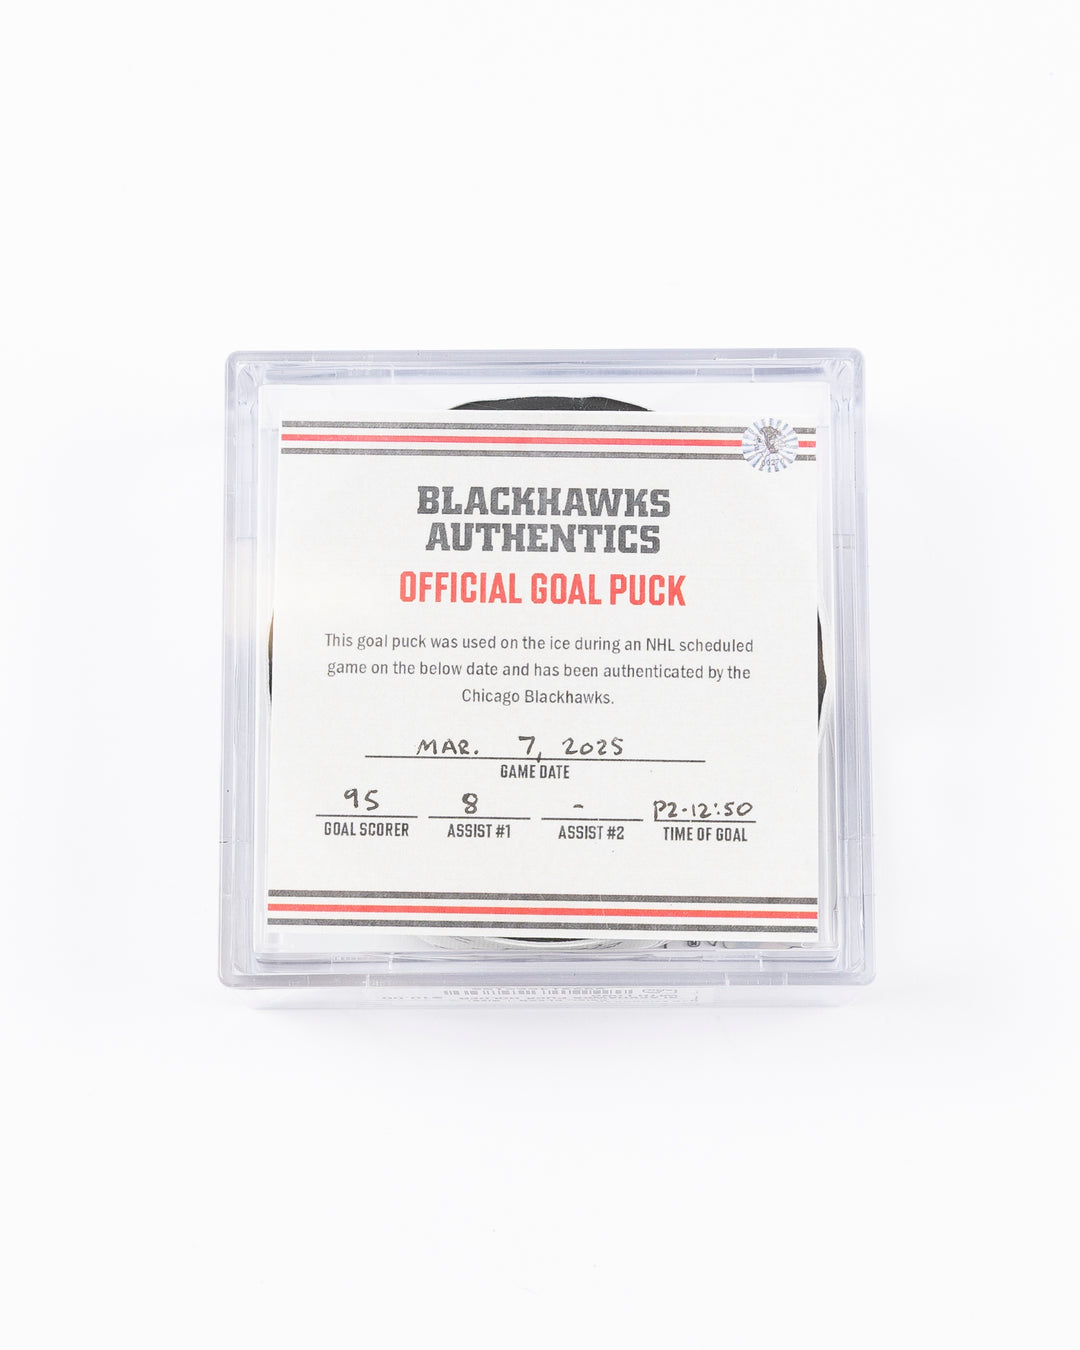 BLACKHAWKS
AUTHENTICS
OFFICIAL GOAL PUCK
This goal puck was used on the ice during an NHL scheduled
game on the below date and has been authenticated by the
Chicago Blackhawks.
MAR. 7, 2025
GAME DATE
95 8 - P2-12:50
GOAL SCORER ASSIST #1 ASSIST #2 TIME OF GOAL